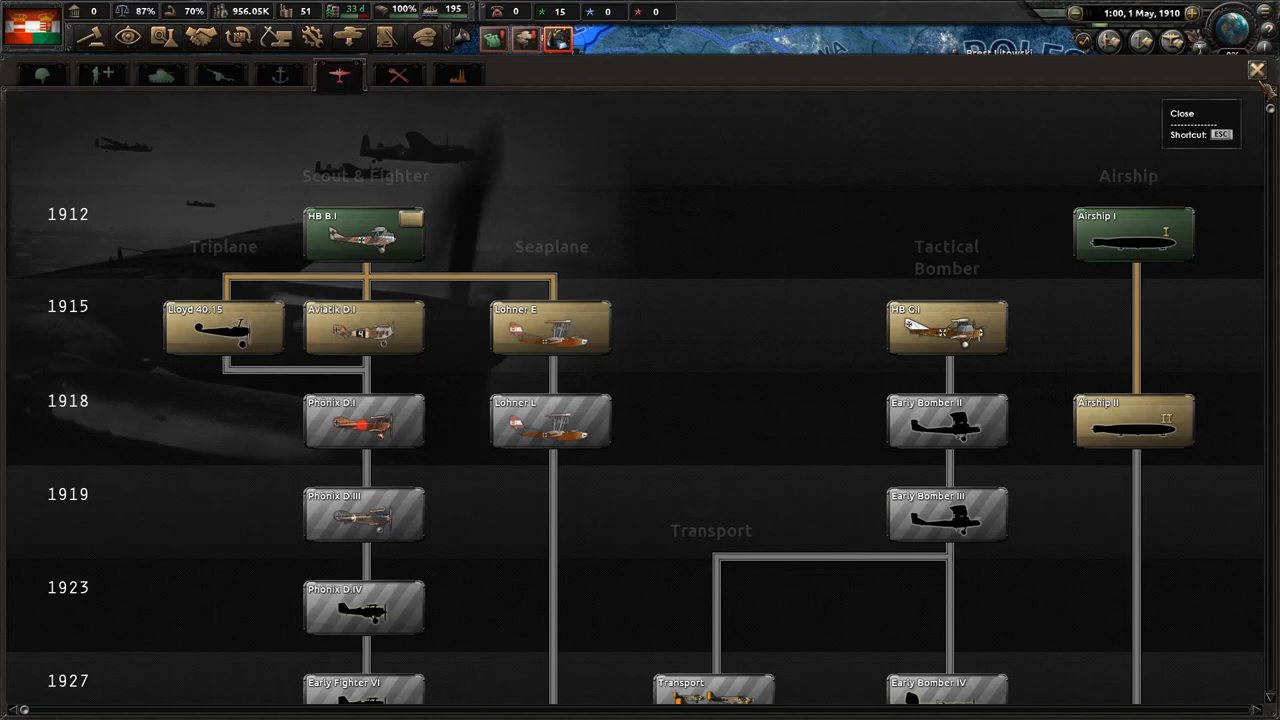 0 87% 70% 956.05K 51 33 d 100% 195 0 15 0 0 1:00, 1 May, 1910
Brest Litowski
Close
Shortcut: ESC
Scout & Fighter
Airship
1912
HB B.I
Airship I
I
Triplane
Seaplane
Tactical
Bomber
1915
Lloyd 40.15
Aviatik D.I
Lohner E
HB G.I
1918
Phonix D.I
Lohner L
Early Bomber II
Airship II
II
1919
Phonix D.III
Early Bomber III
Transport
1923
Phonix D.IV
1927
Early Fighter VI
Transport
Early Bomber IV